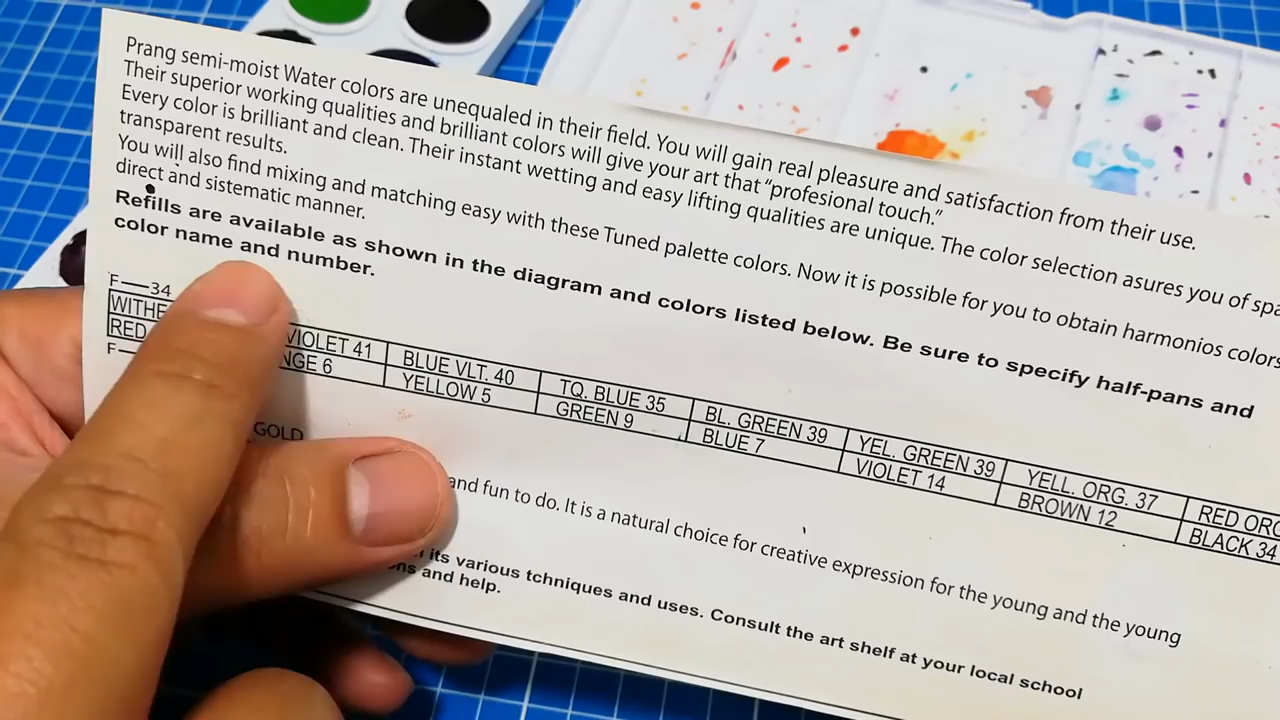 Prang semi-moist Water colors are unequaled in their field. You will gain real pleasure and satisfaction from their use.
Their superior working qualities and brilliant colors will give your art that “profesional touch.”
Every color is brilliant and clean. Their instant wetting and easy lifting qualities are unique. The color selection asures you of
transparent results.
You will also find mixing and matching easy with these Tuned palette colors. Now it is possible for you to obtain harmonios colors
direct and sistematic manner.
Refills are available as shown in the diagram and colors listed below. Be sure to specify half-pans and
color name and number.
F—34
VIOLET 41 BLUE VLT. 40 TQ. BLUE 35 BL. GREEN 39 YEL. GREEN 39 YELL. ORG. 37 RED
RED 6 YELLOW 5 GREEN 9 BLUE 7 VIOLET 14 BROWN 12 BLACK 34
GOLD
and fun to do. It is a natural choice for creative expression for the young and the young
its various tchniques and uses. Consult the art shelf at your local school
and help.